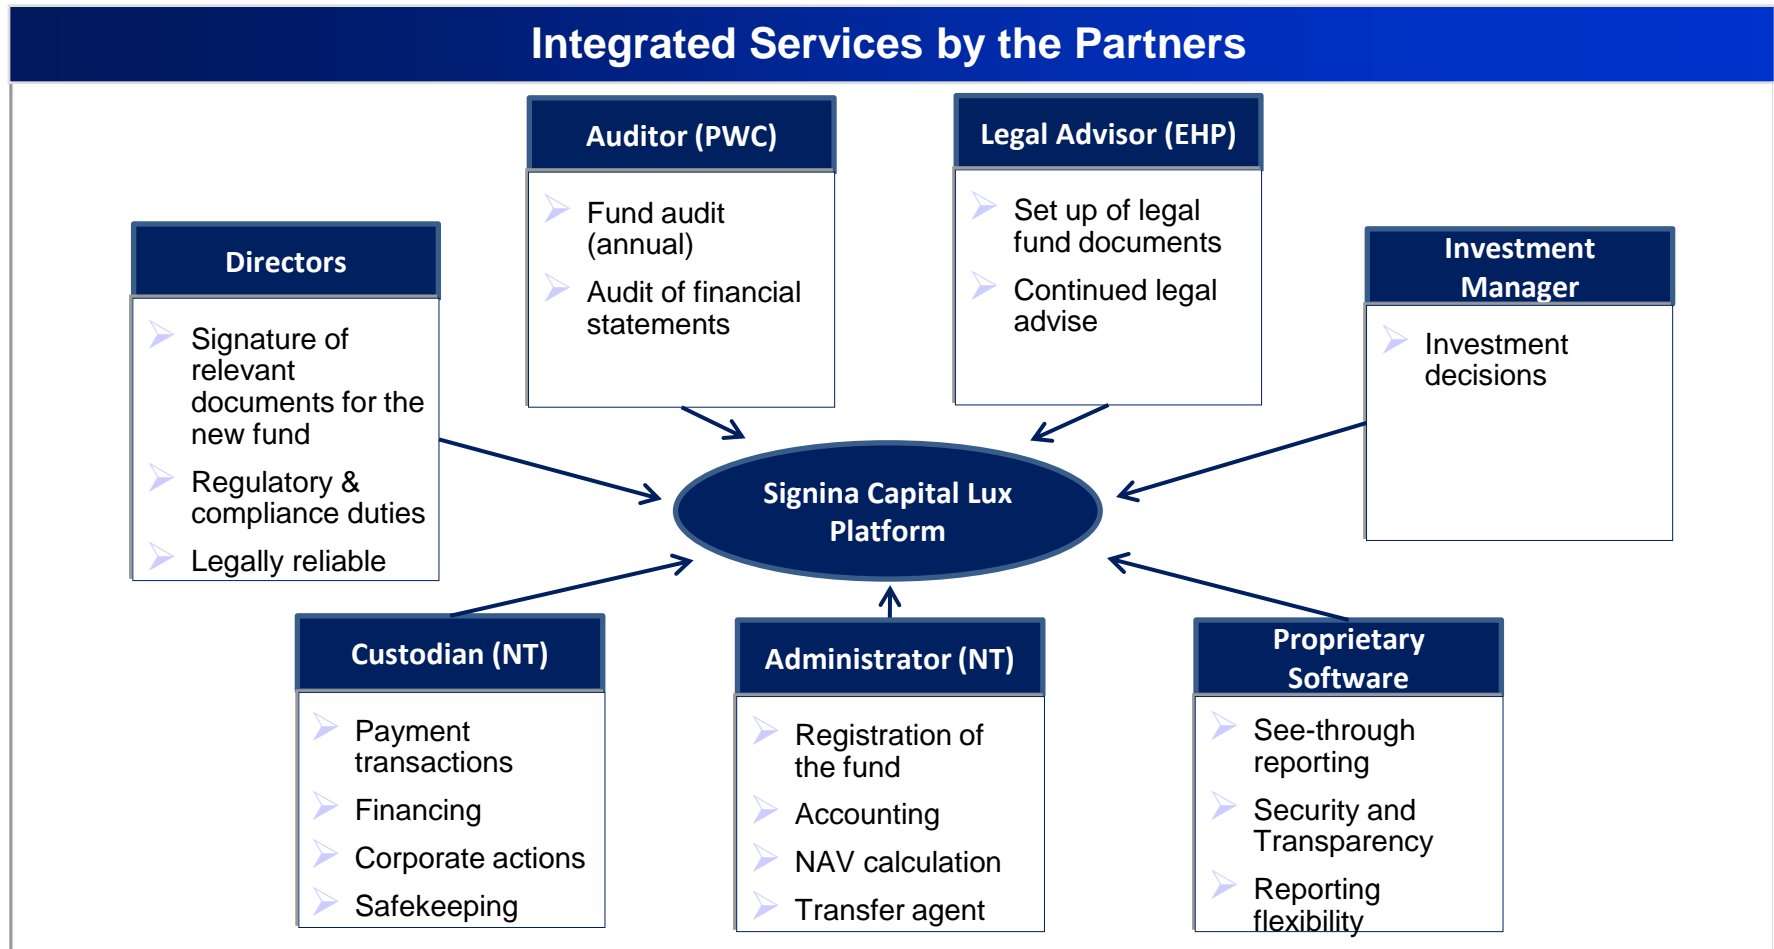 Integrated Services by the Partners
Auditor (PWC)
Fund audit
(annual)
Audit of financial
statements
Legal Advisor (EHP)
Set up of legal
fund documents
Continued legal
advise
Directors
Signature of
relevant
documents for the
new fund
Regulatory &
compliance duties
Legally reliable
Investment
Manager
Investment
decisions
Signina Capital Lux
Platform
Custodian (NT)
Payment
transactions
Financing
Corporate actions
Safekeeping
Administrator (NT)
Registration of
the fund
Accounting
NAV calculation
Transfer agent
Proprietary
Software
See-through
reporting
Security and
Transparency
Reporting
flexibility